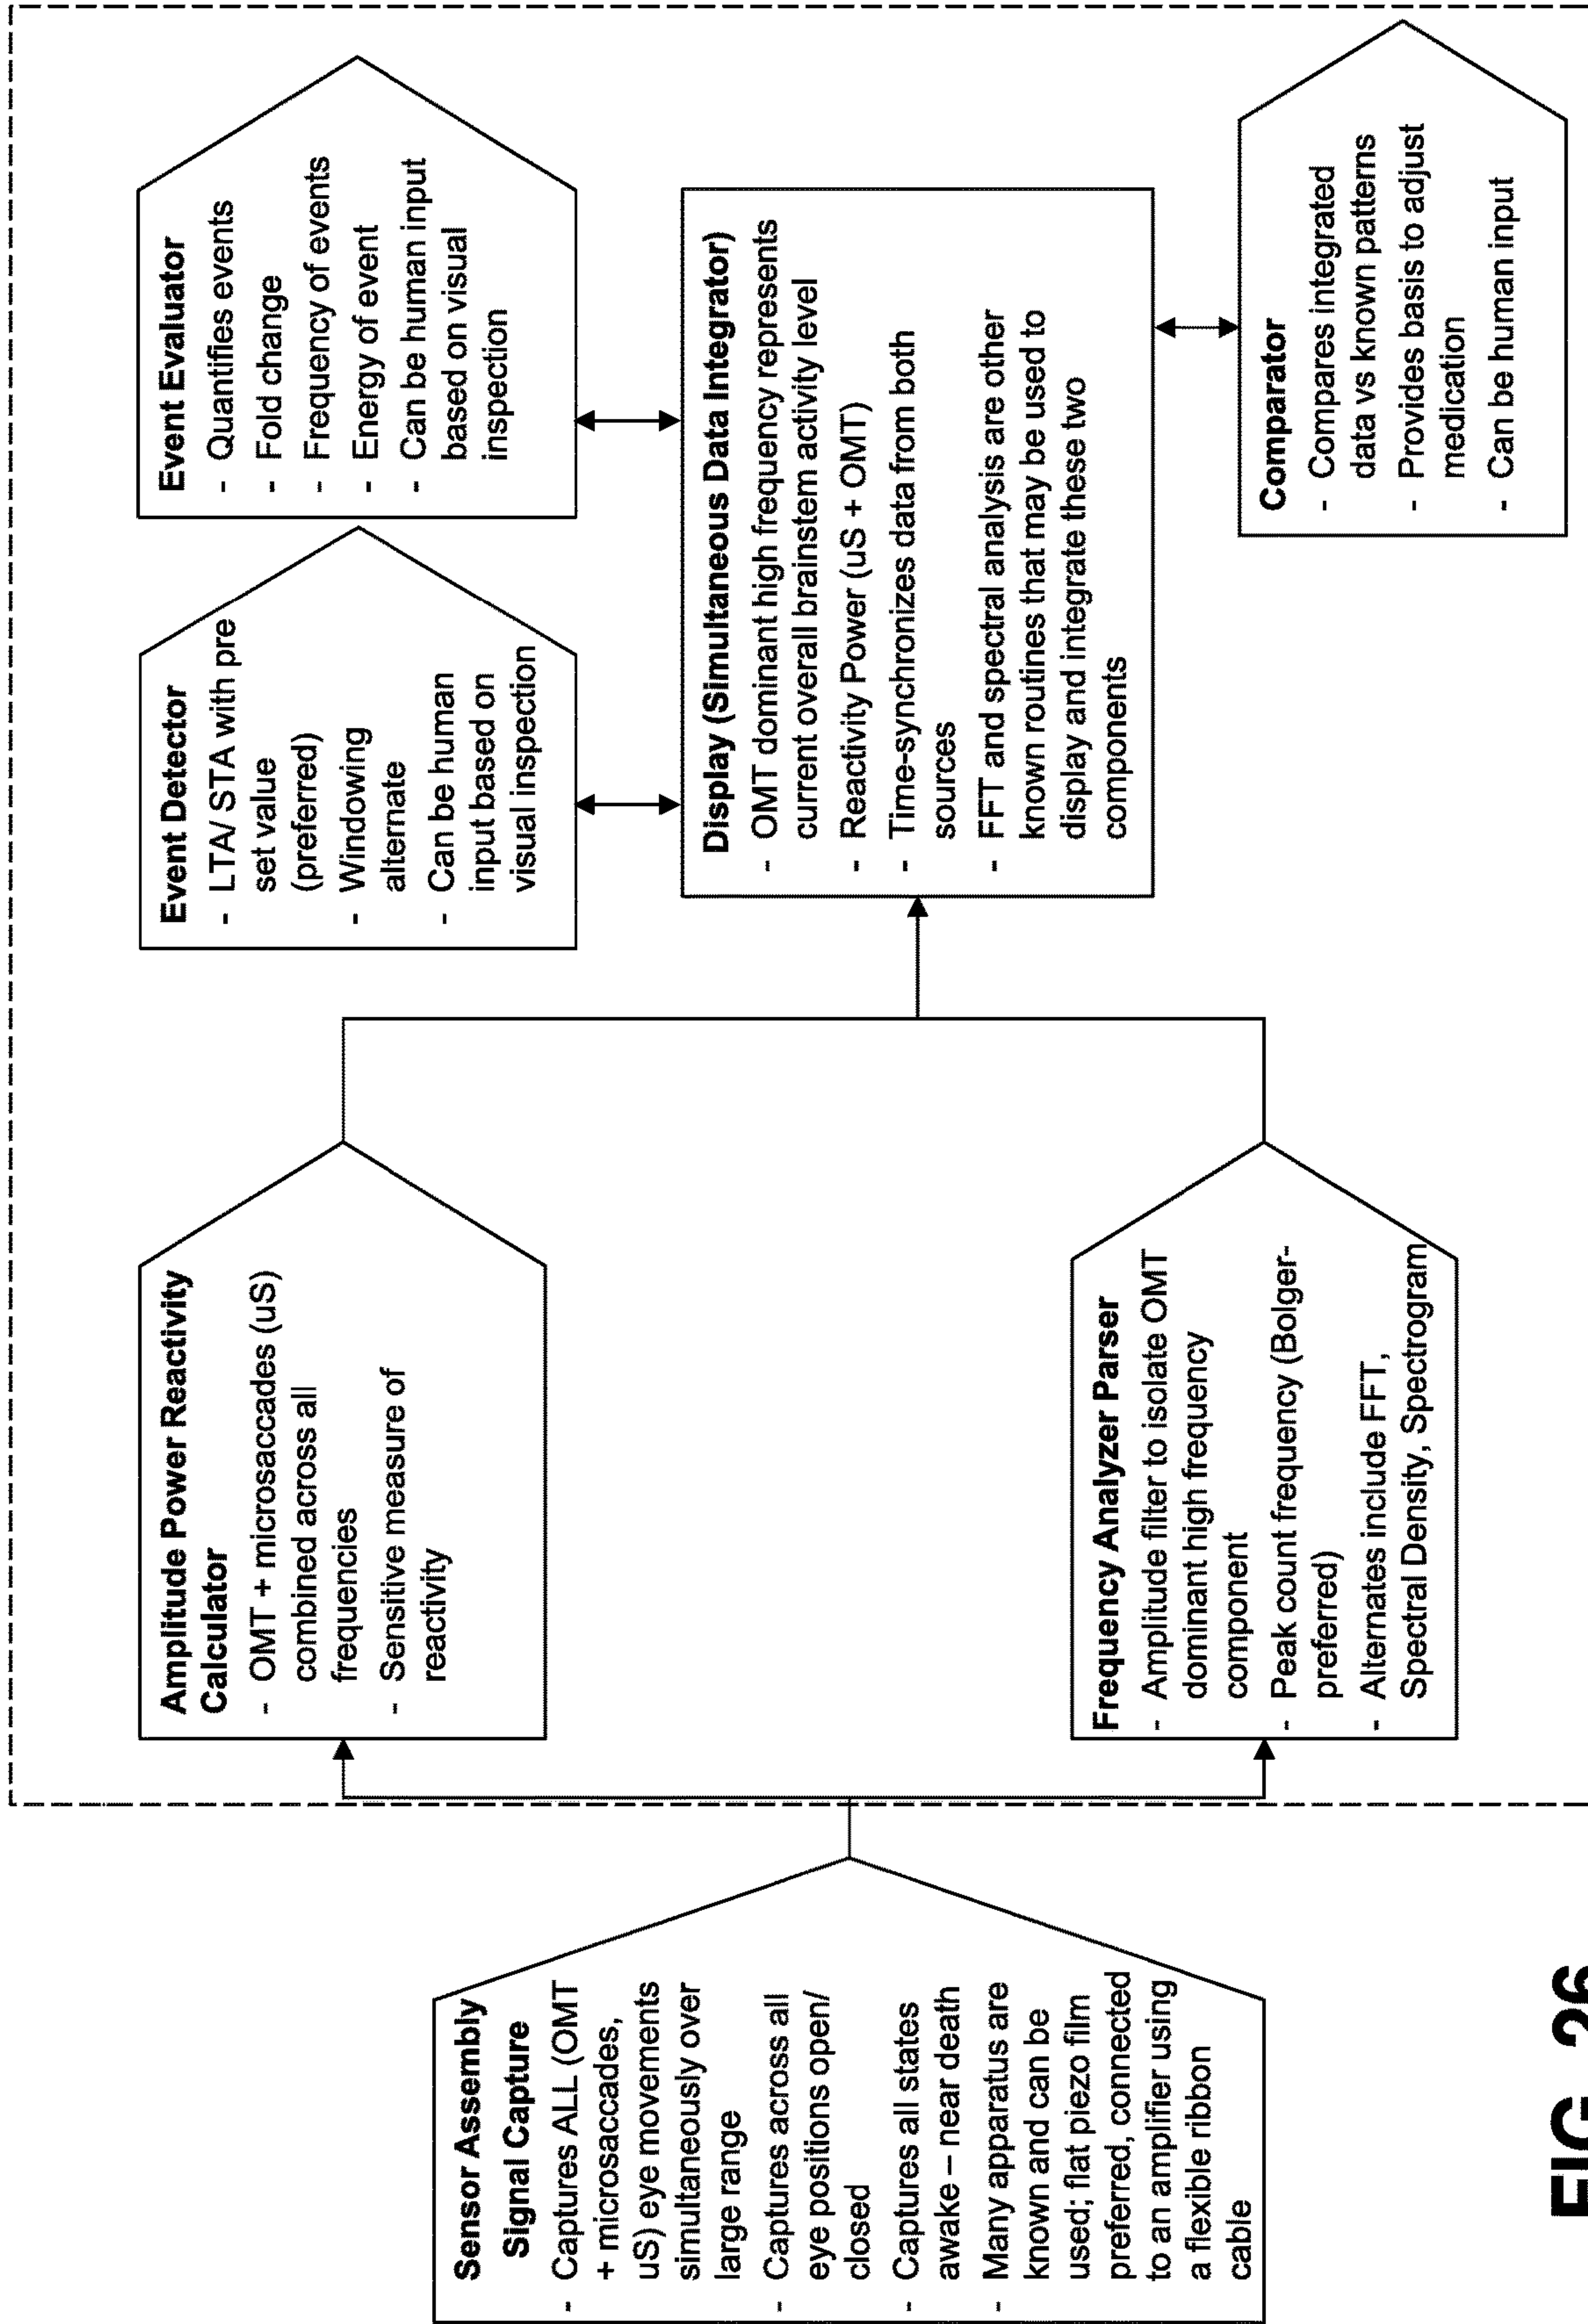 Sensor Assembly
Signal Capture
- Captures ALL (OMT
+ microsaccades,
uS) eye movements
simultaneously over
large range
- Captures across all
eye positions open/
closed
- Captures all states
awake – near death
- Many apparatus are
known and can be
used; flat piezo film
preferred, connected
to an amplifier using
a flexible ribbon
cable
Amplitude Power Reactivity
Calculator
- OMT + microsaccades (uS)
combined across all
frequencies
- Sensitive measure of
reactivity
Frequency Analyzer Parser
- Amplitude filter to isolate OMT
dominant high frequency
component
- Peak count frequency (Bolger-
preferred)
- Alternates include FFT,
Spectral Density, Spectrogram
Event Detector
- LTA/ STA with pre
set value
(preferred)
- Windowing
alternate
- Can be human
input based on
visual inspection
Event Evaluator
- Quantifies events
- Fold change
- Frequency of events
- Energy of event
- Can be human input
based on visual
inspection
Display (Simultaneous Data Integrator)
- OMT dominant high frequency represents
current overall brainstem activity level
- Reactivity Power (uS + OMT)
- Time-synchronizes data from both
sources
- FFT and spectral analysis are other
known routines that may be used to
display and integrate these two
components
Comparator
- Compares integrated
data vs known patterns
- Provides basis to adjust
medication
- Can be human input
FIG. 26